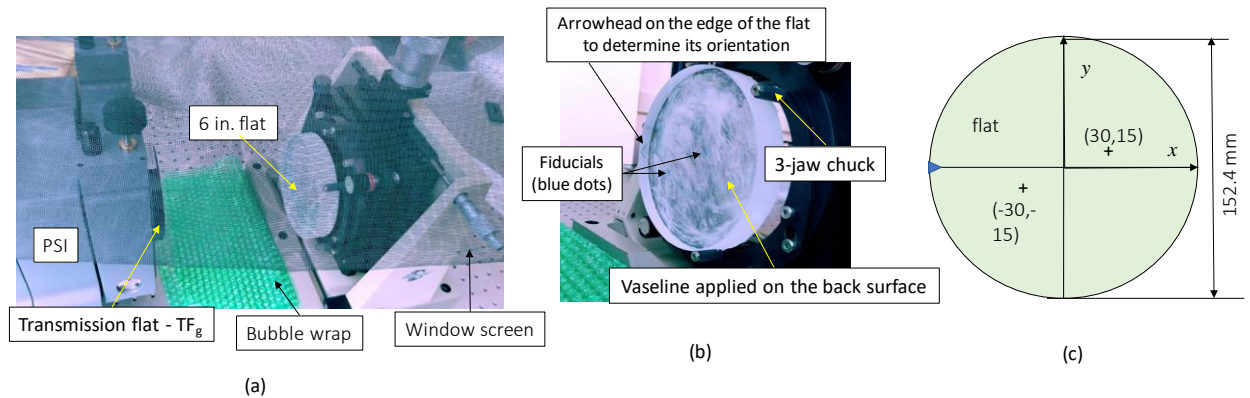 6 in. flat
PSI
Transmission flat - TFg
Bubble wrap
Window screen
(a)
Arrowhead on the edge of the flat
to determine its orientation
Fiducials
(blue dots)
3-jaw chuck
Vaseline applied on the back surface
(b)
y
flat
(30,15)
x
(-30,-
15)
152.4 mm
(c)